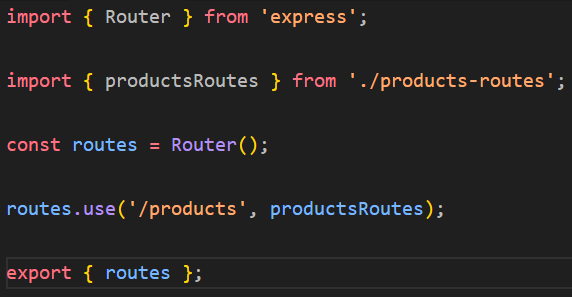 import { Router } from 'express';
import { productsRoutes } from './products-routes';
const routes = Router();
routes.use('/products', productsRoutes);
export { routes };